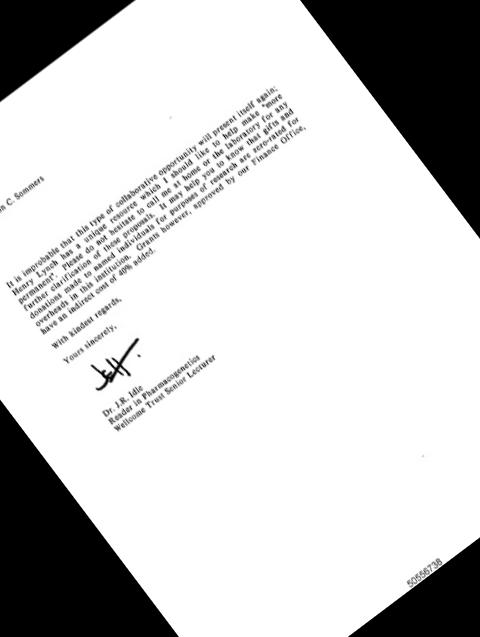 n C. Sommers
It is improbable that this type of collaborative opportunity will present itself again;
Henry Lynch has a unique resource which I should like to help make "more
permanent". Please do not hesitate to call me at home or the laboratory for any
further clarification of these proposals. It may help you to know that gifts and
donations made to named individuals for purposes of research are zero-rated for
overheads in this institution. Grants however, approved by our Finance Office,
have an indirect cost of 40% added.
With kindest regards,
Yours sincerely,
Dr. J.R. Idle
Reader in Pharmacogenetics
Wellcome Trust Senior Lecturer
50556738